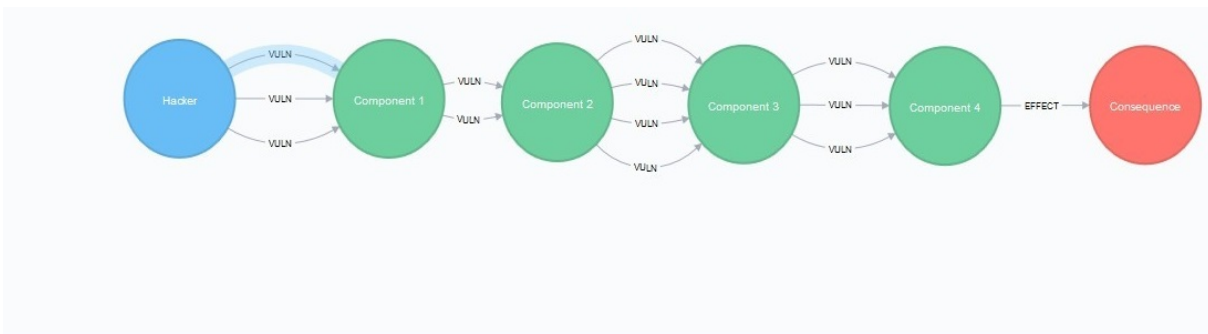 Hacker
VULN
VULN
VULN
Component 1
VULN
VULN
Component 2
VULN
VULN
VULN
VULN
Component 3
VULN
VULN
VULN
Component 4
EFFECT
Consequence